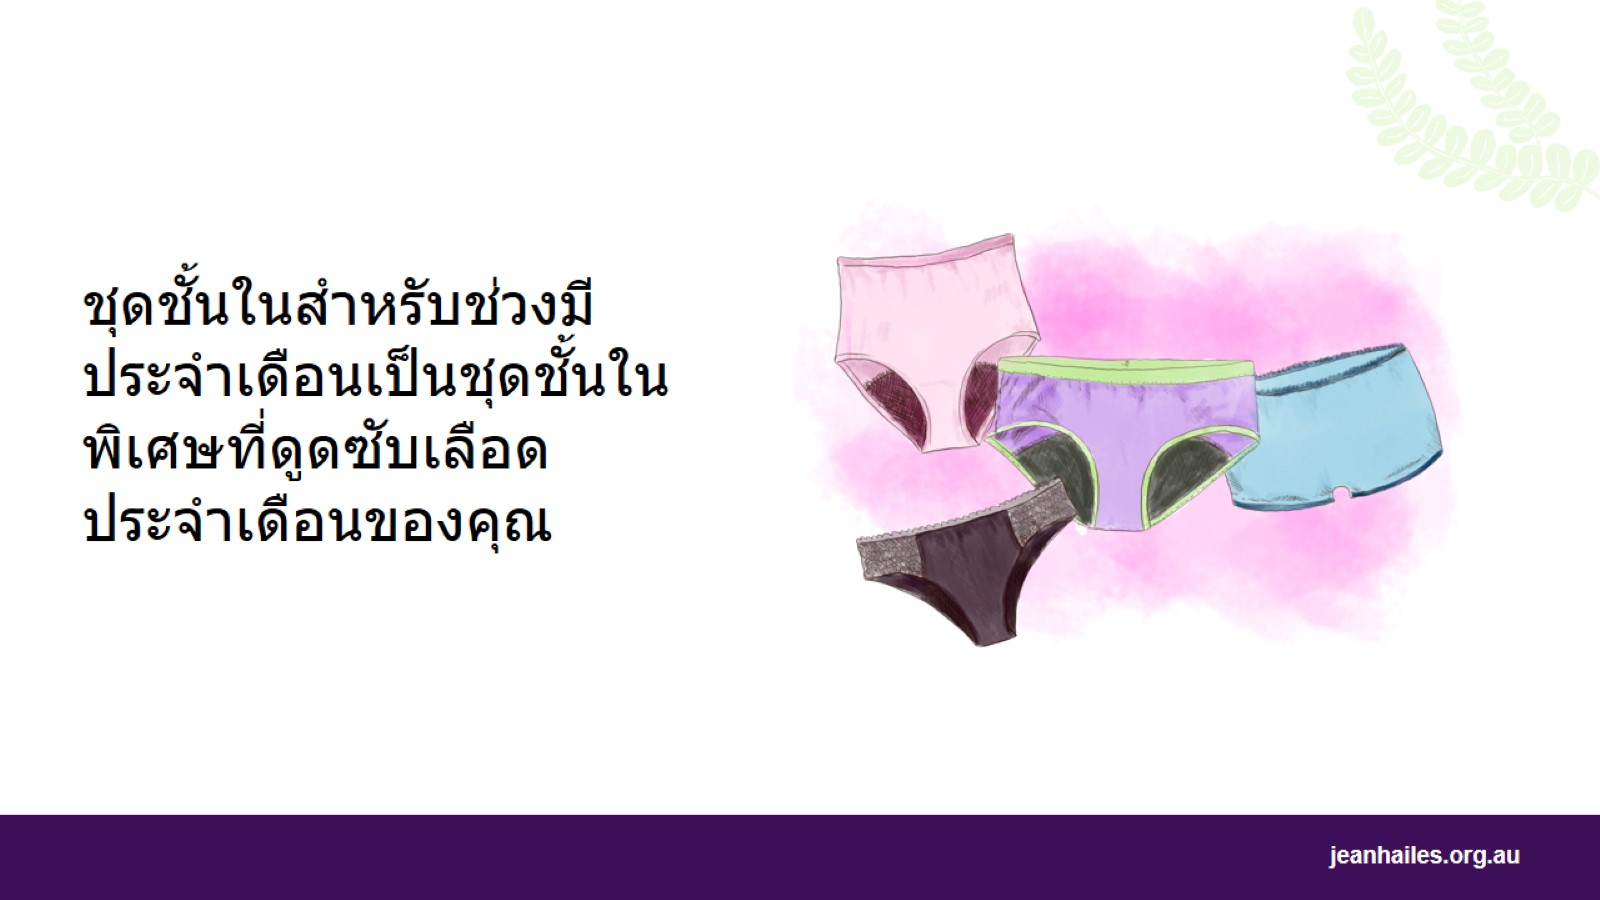 ชุดชั้นในสำหรับช่วงมี
ประจำเดือนเป็นชุดชั้นใน
พิเศษที่ดูดซับเลือด
ประจำเดือนของคุณ
jeanhailes.org.au